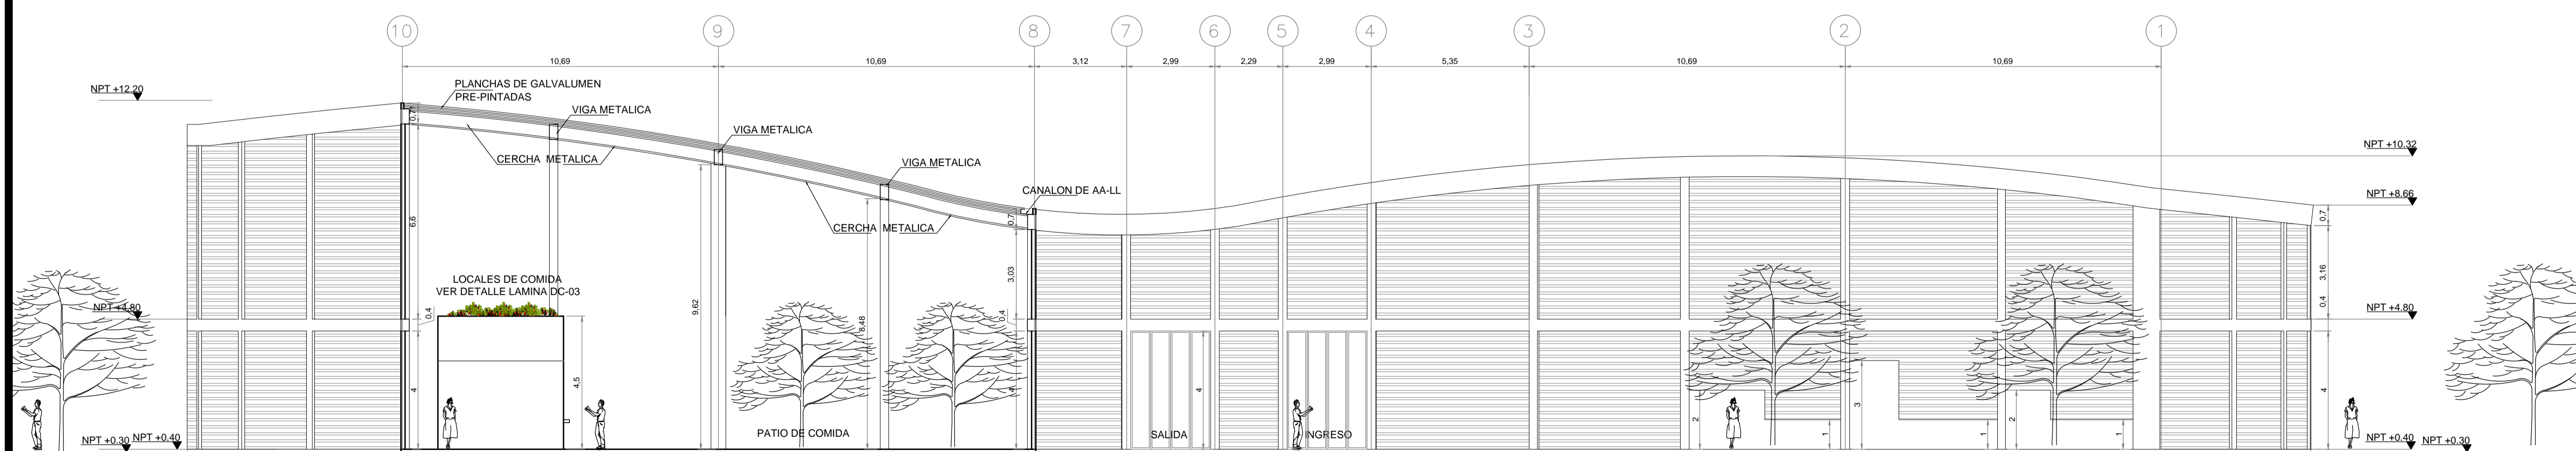 10 9 8 7 6 5 4 3 2 1
10,69 10,69 3,12 2,99 2,29 2,99 5,35 10,69 10,69
NPT +12.20
PLANCHAS DE GALVALUMEN
PRE-PINTADAS
VIGA METALICA
VIGA METALICA
VIGA METALICA
CERCHA METALICA
CERCHA METALICA
CANALON DE AA-LL
NPT +10.32
NPT +8.66
0,7
0,7
0,7
6,6
3,03
3,16
LOCALES DE COMIDA
VER DETALLE LAMINA DC-03
NPT +4.80
NPT +4.80
0,4
0,4
0,4
9,62
8,48
4
4,5
4
4
4
2
1
3
1
2
1
PATIO DE COMIDA
SALIDA
INGRESO
NPT +0.30 NPT +0.40
NPT +0.40 NPT +0.30